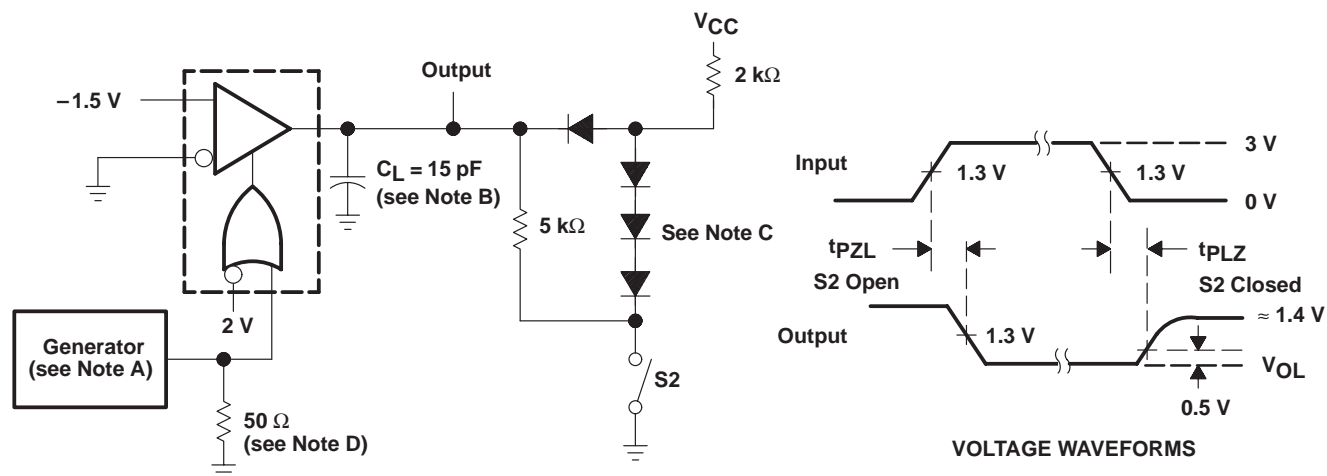 VCC
2 kΩ
Output
–1.5 V
CL = 15 pF
(see Note B)
5 kΩ
See Note C
2 V
Generator
(see Note A)
50 Ω
(see Note D)
S2
Input
3 V
1.3 V
1.3 V
0 V
tPZL
tPLZ
S2 Open
S2 Closed
≈ 1.4 V
Output
1.3 V
VOL
0.5 V
VOLTAGE WAVEFORMS